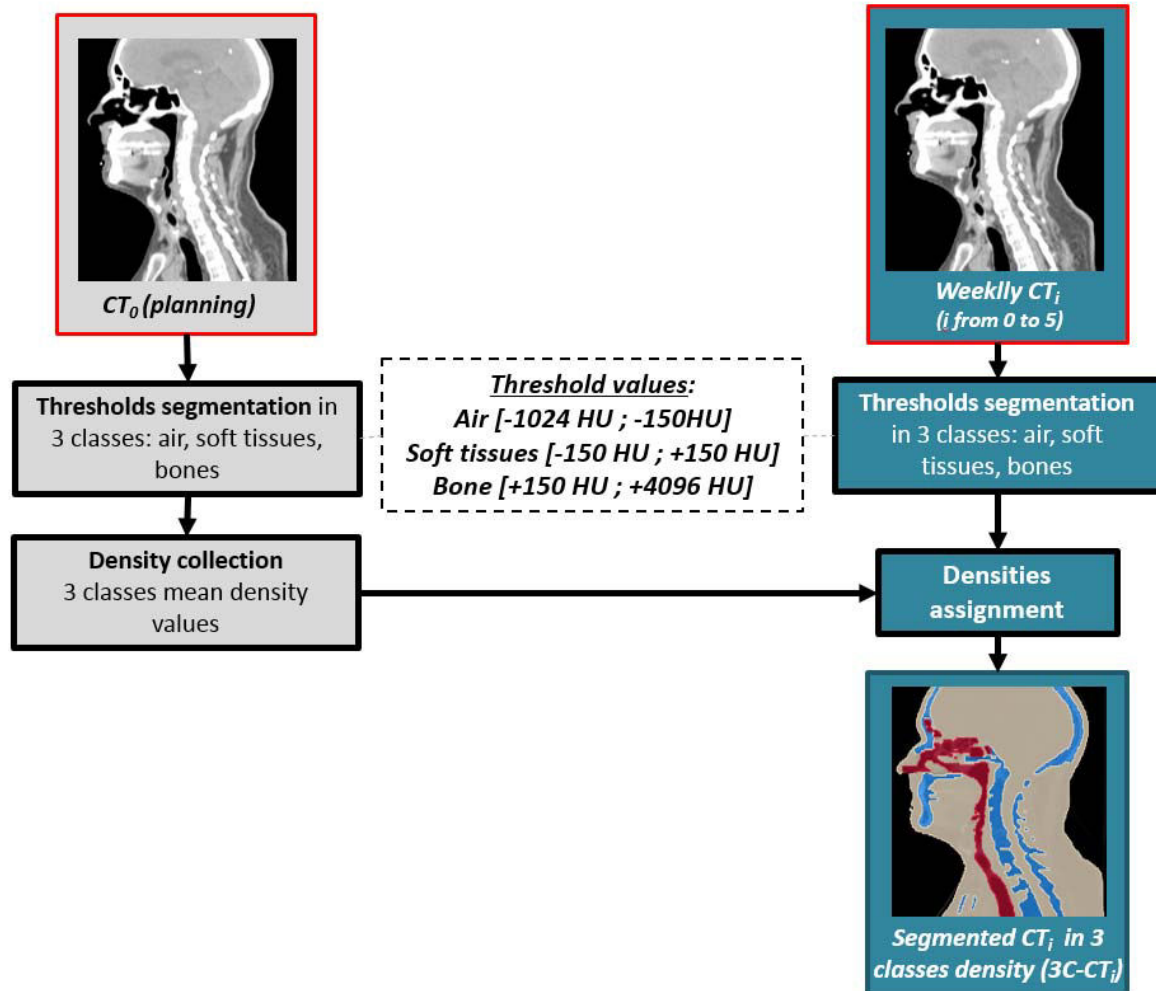 CT0 (planning)
Weeklly CTi
(i from 0 to 5)
Thresholds segmentation in
3 classes: air, soft tissues,
bones
Threshold values:
Air [-1024 HU ; -150HU]
Soft tissues [-150 HU ; +150 HU]
Bone [+150 HU ; +4096 HU]
Thresholds segmentation
in 3 classes: air, soft
tissues, bones
Density collection
3 classes mean density
values
Densities
assignment
Segmented CTi in 3
classes density (3C-CTi)